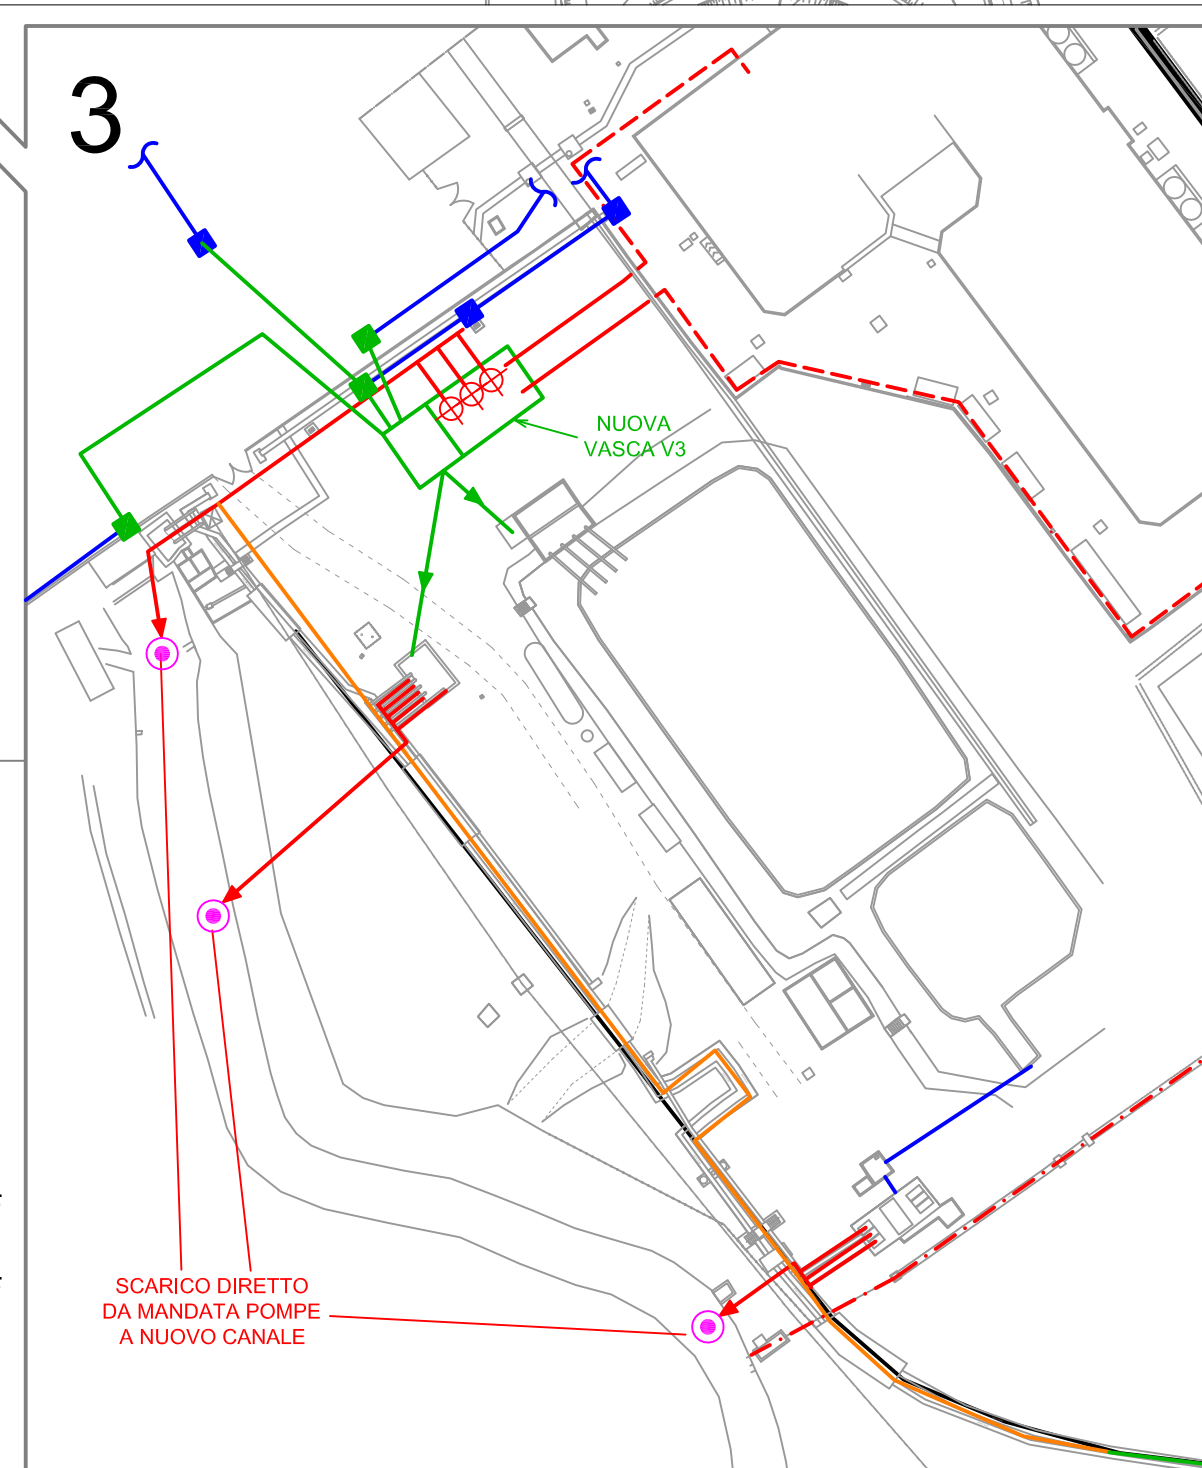 3
NUOVA
VASCA V3
SCARICO DIRETTO
DA MANDATA POMPE
A NUOVO CANALE